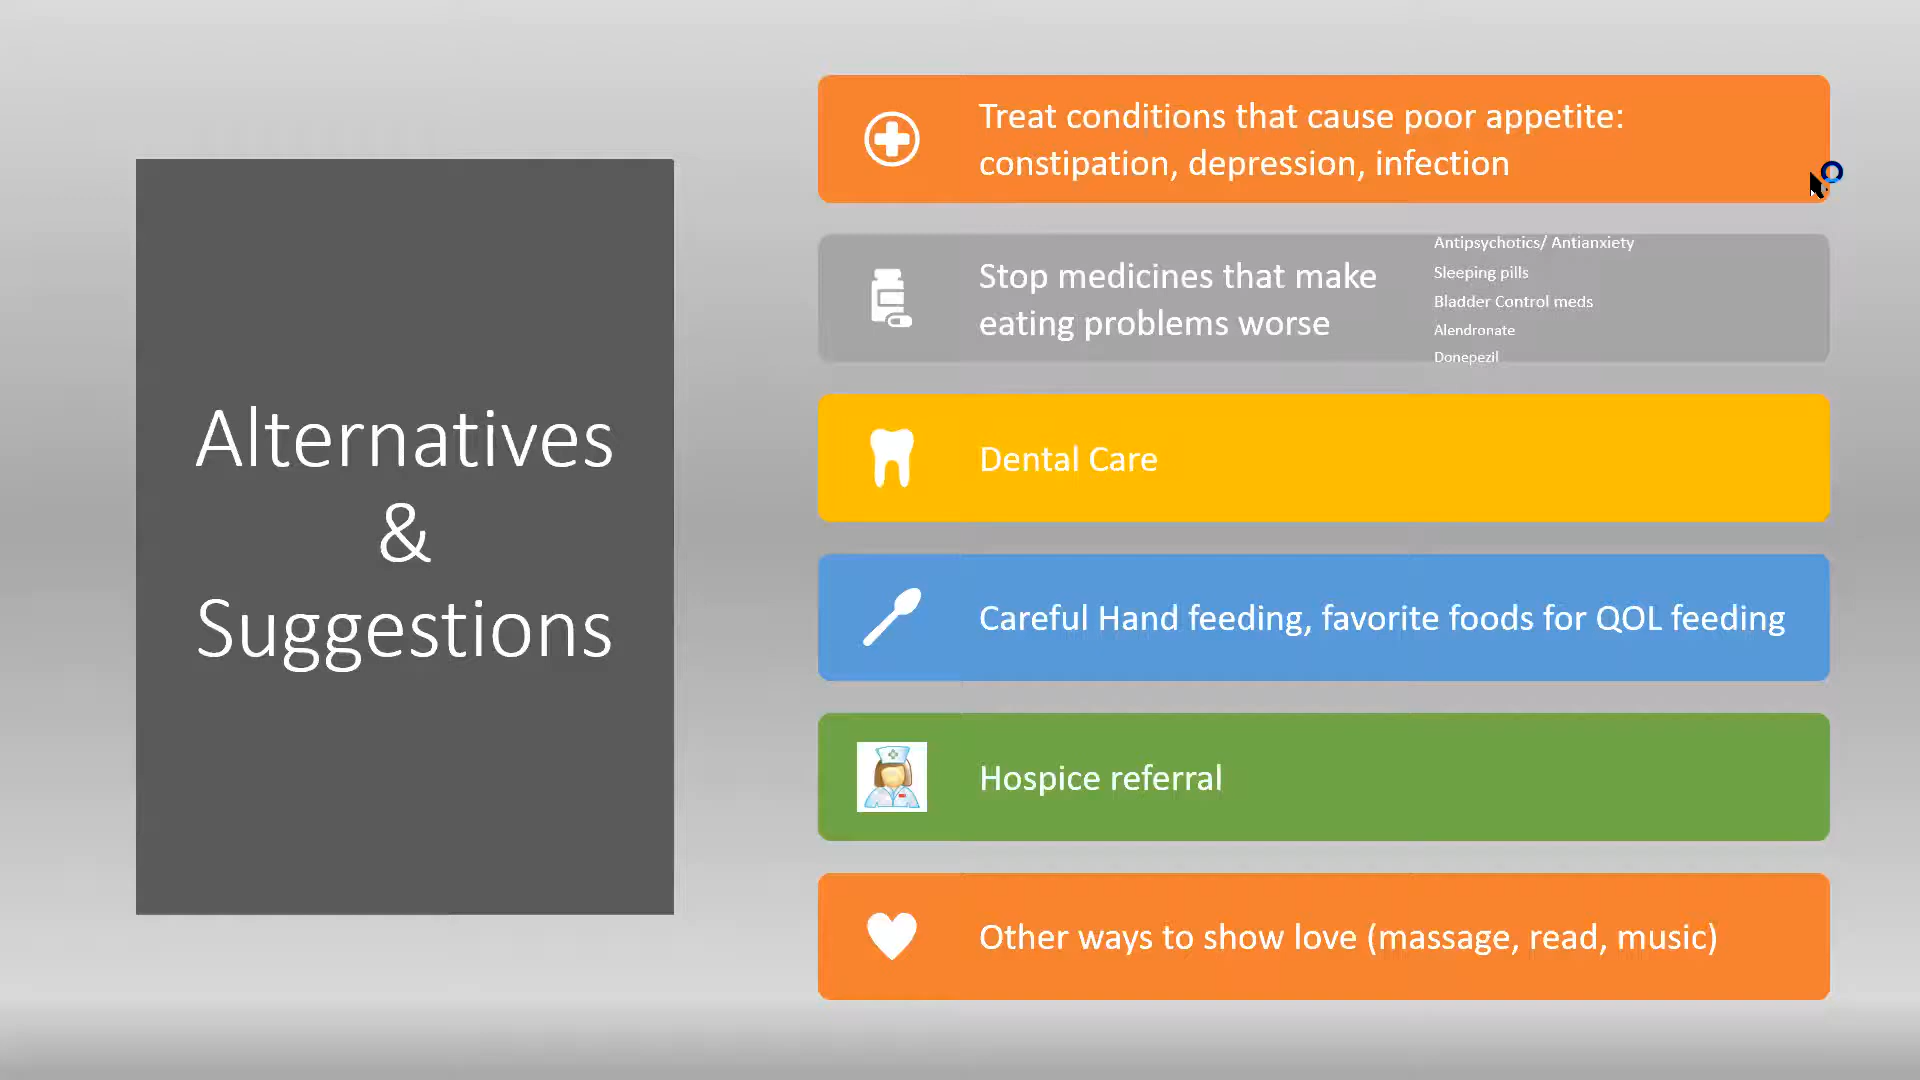 Alternatives
&
Suggestions
Treat conditions that cause poor appetite:
constipation, depression, infection
Stop medicines that make
eating problems worse
Antipsychotics/ Antianxiety
Sleeping pills
Bladder Control meds
Alendronate
Donepezil
Dental Care
Careful Hand feeding, favorite foods for QOL feeding
Hospice referral
Other ways to show love (massage, read, music)